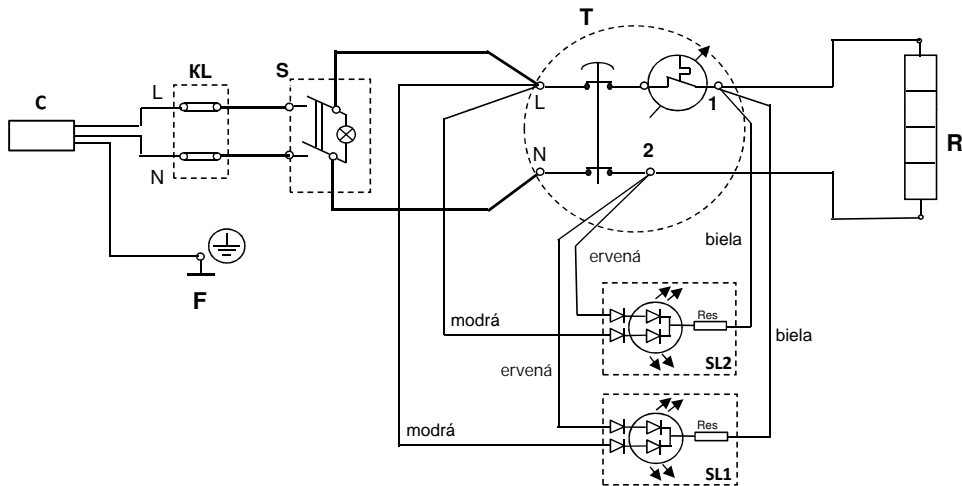 T
KL
S
C
L
L
1
R
N
N
2
F
biela
ervená
modrá
Res
SL2
biela
ervená
modrá
Res
SL1